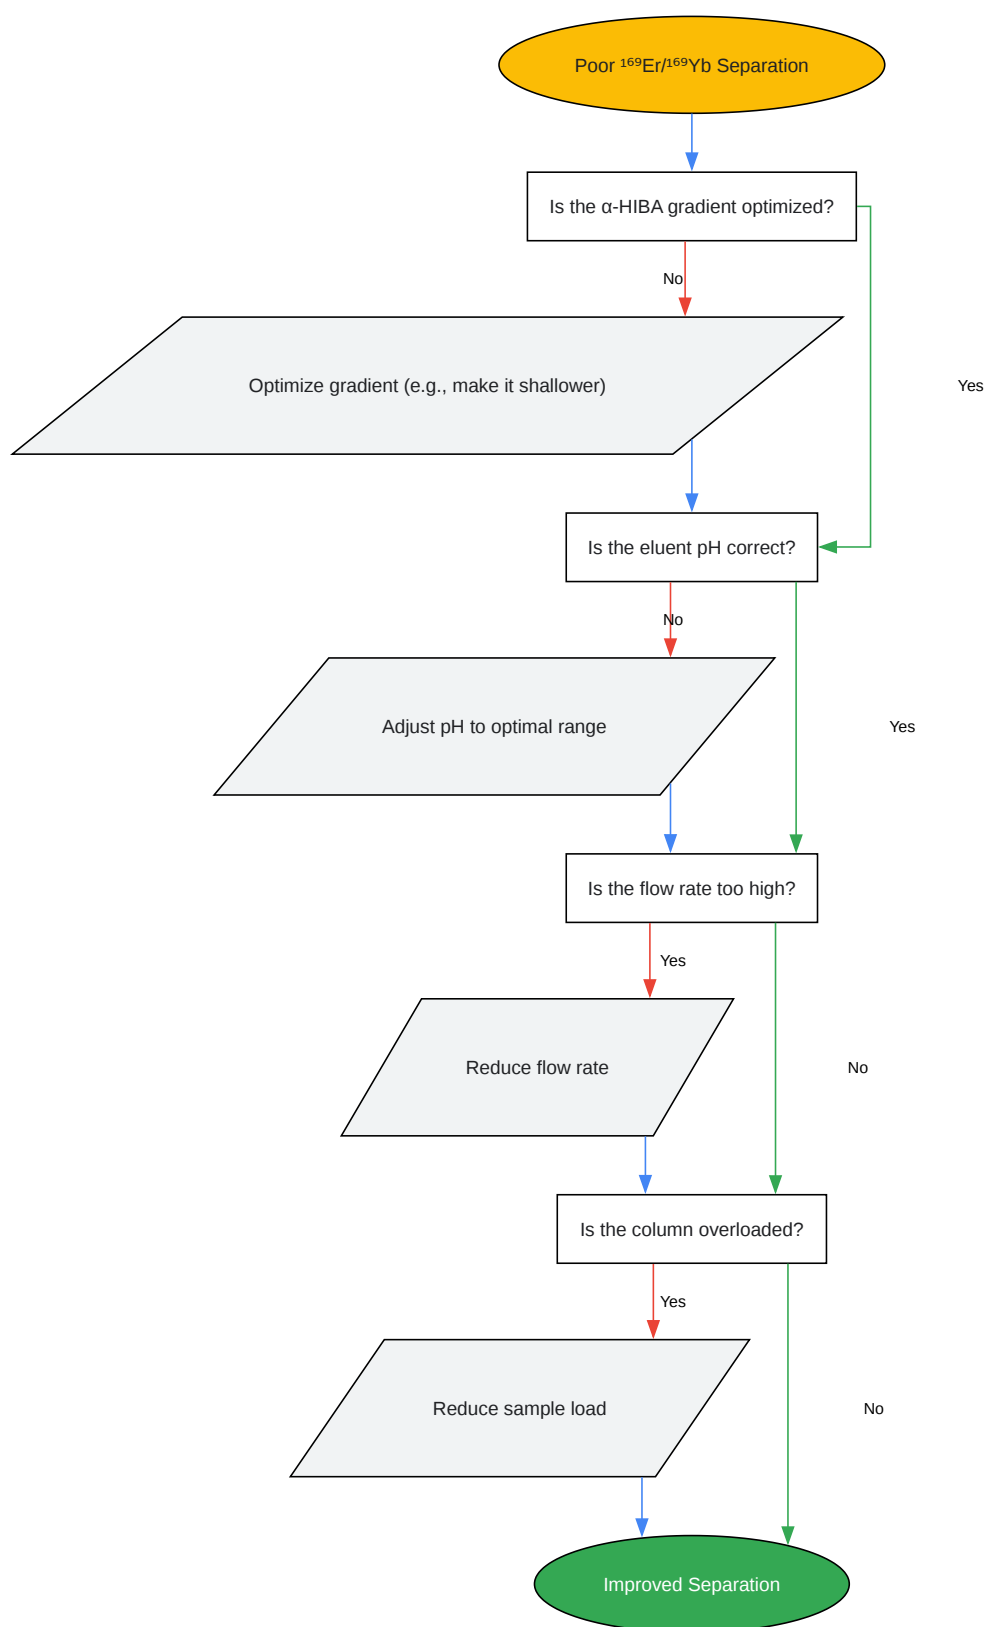 Poor ¹⁶⁹Er/¹⁶⁹Yb Separation
Is the α-HIBA gradient optimized?
No
Optimize gradient (e.g., make it shallower)
Yes
Is the eluent pH correct?
No
Adjust pH to optimal range
Yes
Is the flow rate too high?
Yes
Reduce flow rate
No
Is the column overloaded?
Yes
Reduce sample load
No
Improved Separation